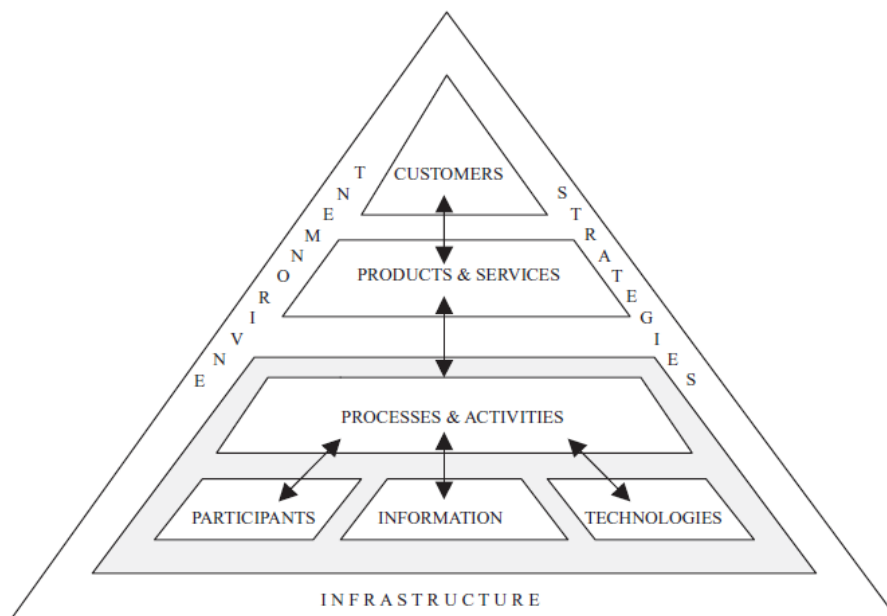 CUSTOMERS
ENVIRONMENT
STRATEGIES
PRODUCTS & SERVICES
PROCESSES & ACTIVITIES
PARTICIPANTS
INFORMATION
TECHNOLOGIES
INFRASTRUCTURE